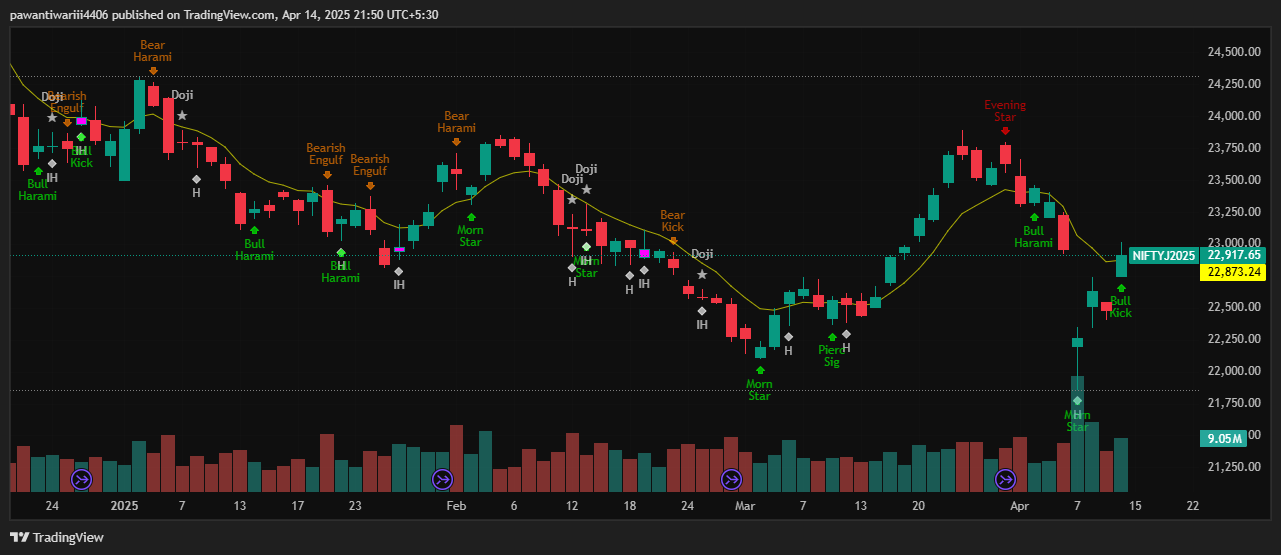 pawantiwariii4406 published on TradingView.com, Apr 14, 2025 21:50 UTC+5:30
24,500.00
24,250.00
24,000.00
23,750.00
23,500.00
23,250.00
23,000.00
NIFTYJ2025 22,917.65
22,873.24
22,500.00
22,250.00
22,000.00
21,750.00
00
9.05M
21,250.00
Bull
Harami
Doji
IH
Bearish
Engulf
IH
Bull
Kick
Bear
Harami
Doji
H
Bull
Harami
Bearish
Engulf
H
Bull
Harami
Bearish
Engulf
IH
Bear
Harami
Morn
Star
Doji
H
Doji
IH
Morn
Star
H
IH
Bear
Kick
Doji
IH
Morn
Star
H
Pierc
Sig
H
Evening
Star
Bull
Harami
H
Morn
Star
Bull
Kick
24 2025 7 13 17 23 Feb 6 12 18 24 Mar 7 13 20 Apr 7 15 22
TradingView